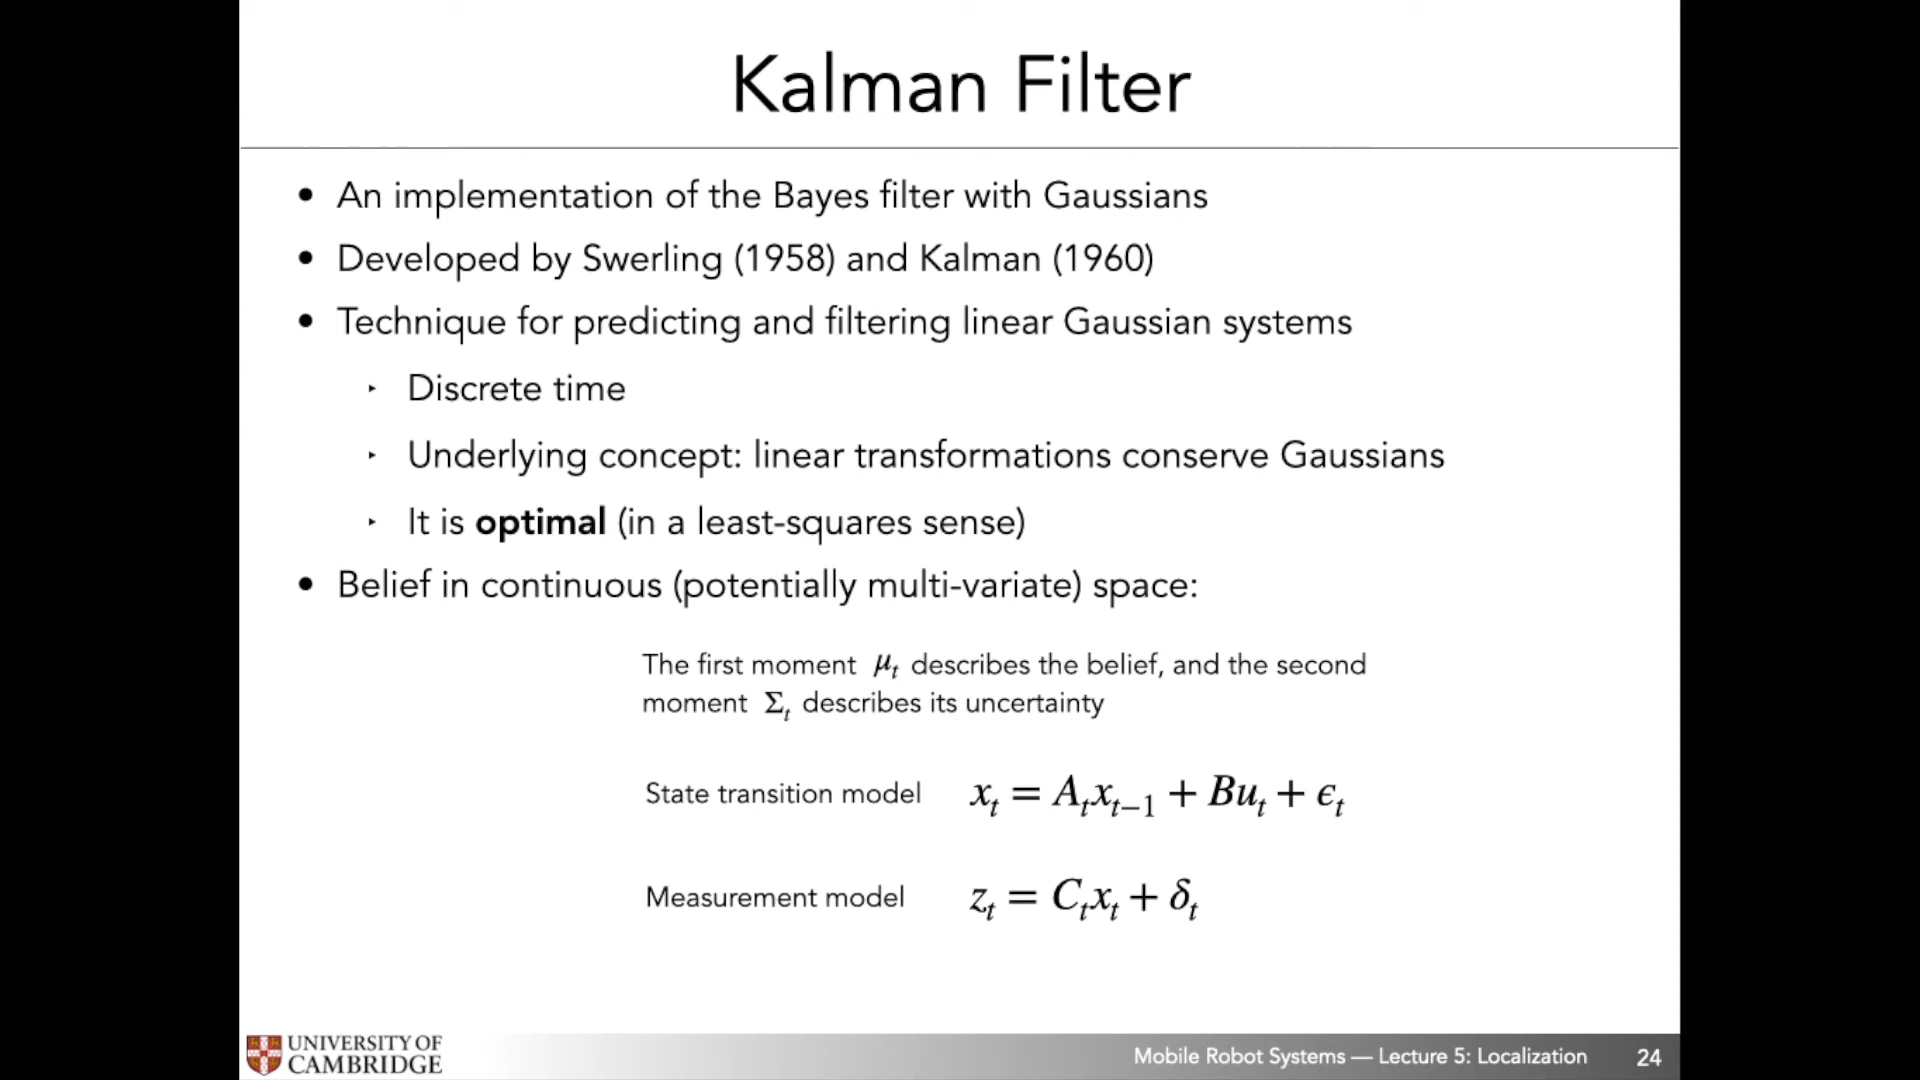 Kalman Filter
• An implementation of the Bayes filter with Gaussians
• Developed by Swerling (1958) and Kalman (1960)
• Technique for predicting and filtering linear Gaussian systems
‣ Discrete time
‣ Underlying concept: linear transformations conserve Gaussians
‣ It is optimal (in a least-squares sense)
• Belief in continuous (potentially multi-variate) space:
The first moment μ_t describes the belief, and the second
moment Σ_t describes its uncertainty
State transition model x_t = A_t x_{t−1} + Bu_t + ϵ_t
Measurement model z_t = C_t x_t + δ_t
UNIVERSITY OF
CAMBRIDGE
Mobile Robot Systems — Lecture 5: Localization 24